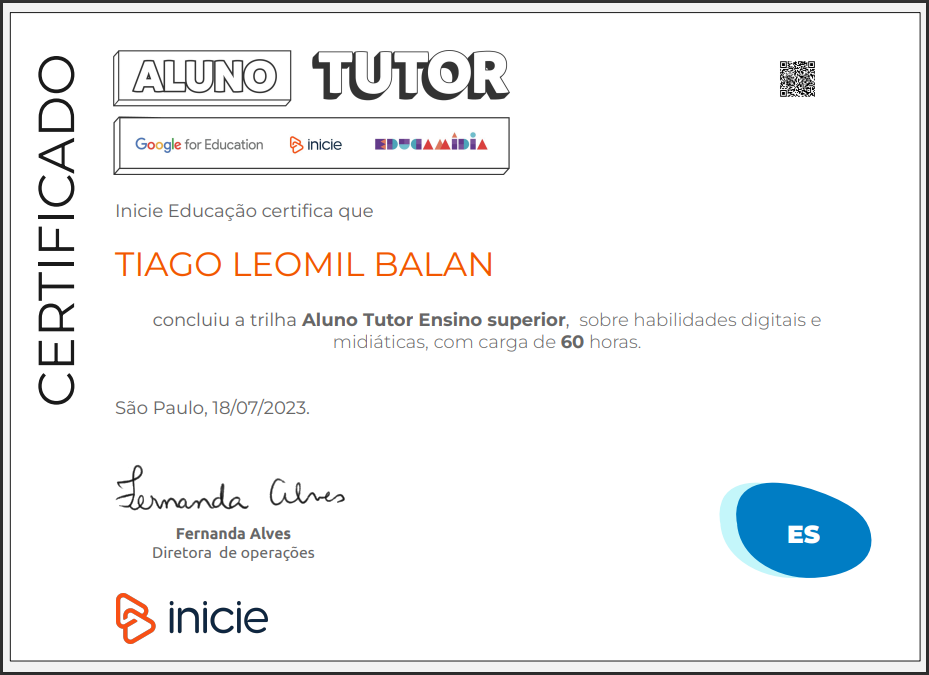 CERTIFICADO
ALUNO TUTOR
Google for Education inicie EDUCAMÍDIA
Inicie Educação certifica que
TIAGO LEOMIL BALAN
concluiu a trilha Aluno Tutor Ensino superior, sobre habilidades digitais e
midiáticas, com carga de 60 horas.
São Paulo, 18/07/2023.
Fernanda Alves
Fernanda Alves
Diretora de operações
ES
inicie